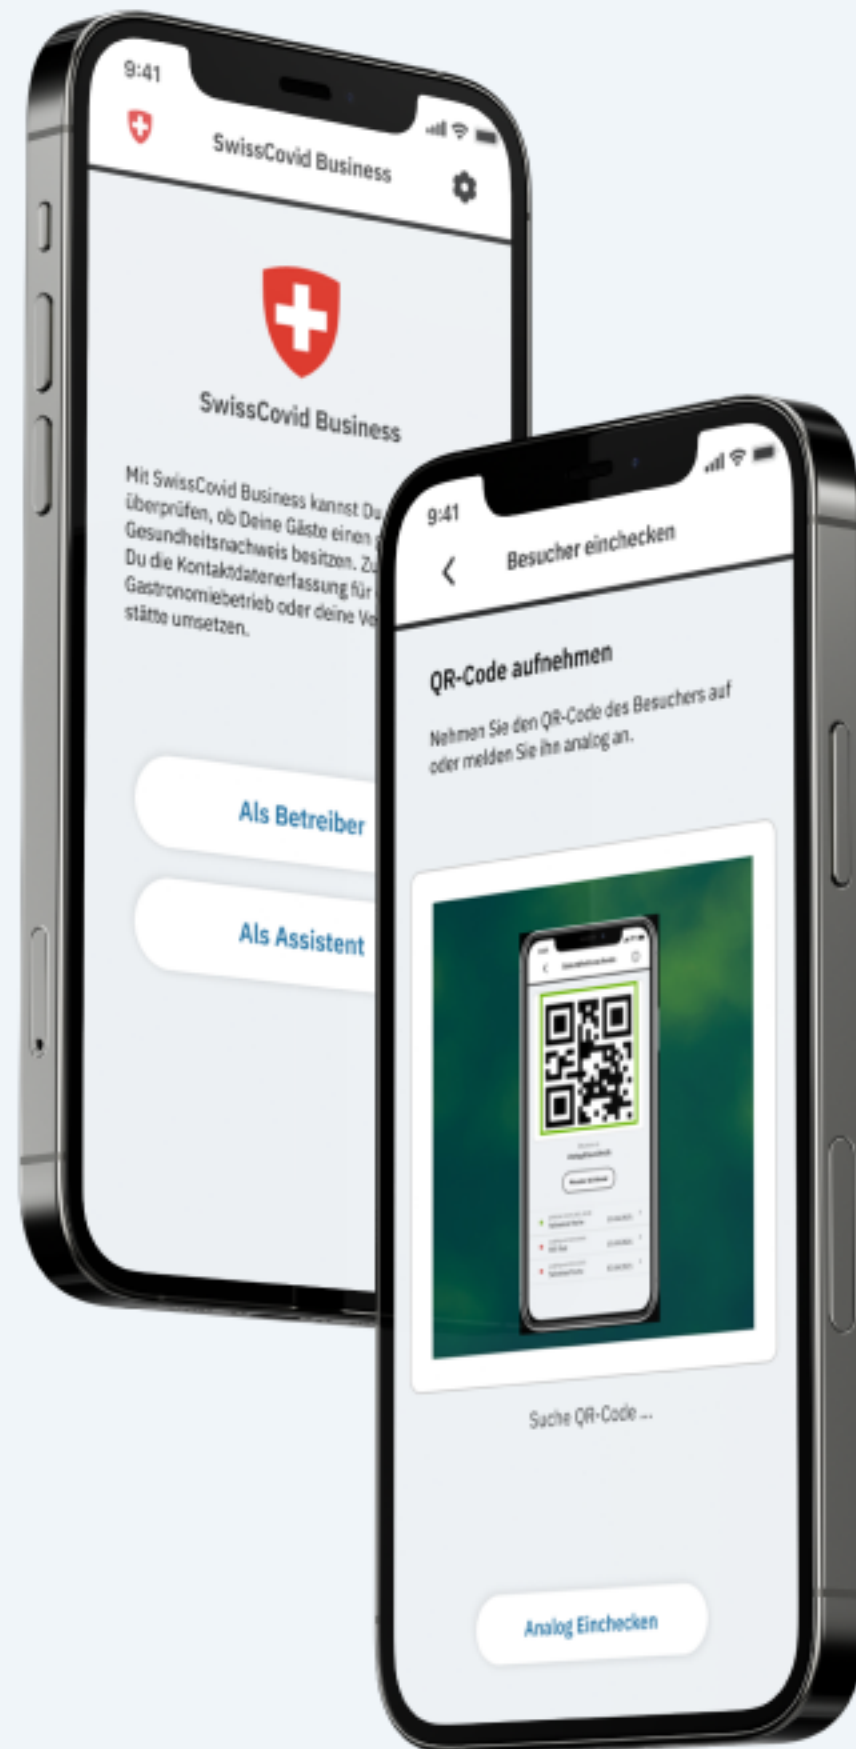 9:41
SwissCovid Business
SwissCovid Business
Mit SwissCovid Business kannst Du
überprüfen, ob Deine Gäste einen
Gesundheitsnachweis besitzen. Zu
Du die Kontaktdatenerfassung für
Gastronomiebetrieb oder deine Ve
stätte umsetzen.
Als Betreiber
Als Assistent
9:41
Besucher einchecken
QR-Code aufnehmen
Nehmen Sie den QR-Code des Besuchers auf
oder melden Sie ihn analog an.
Suche QR-Code ...
Analog Einchecken